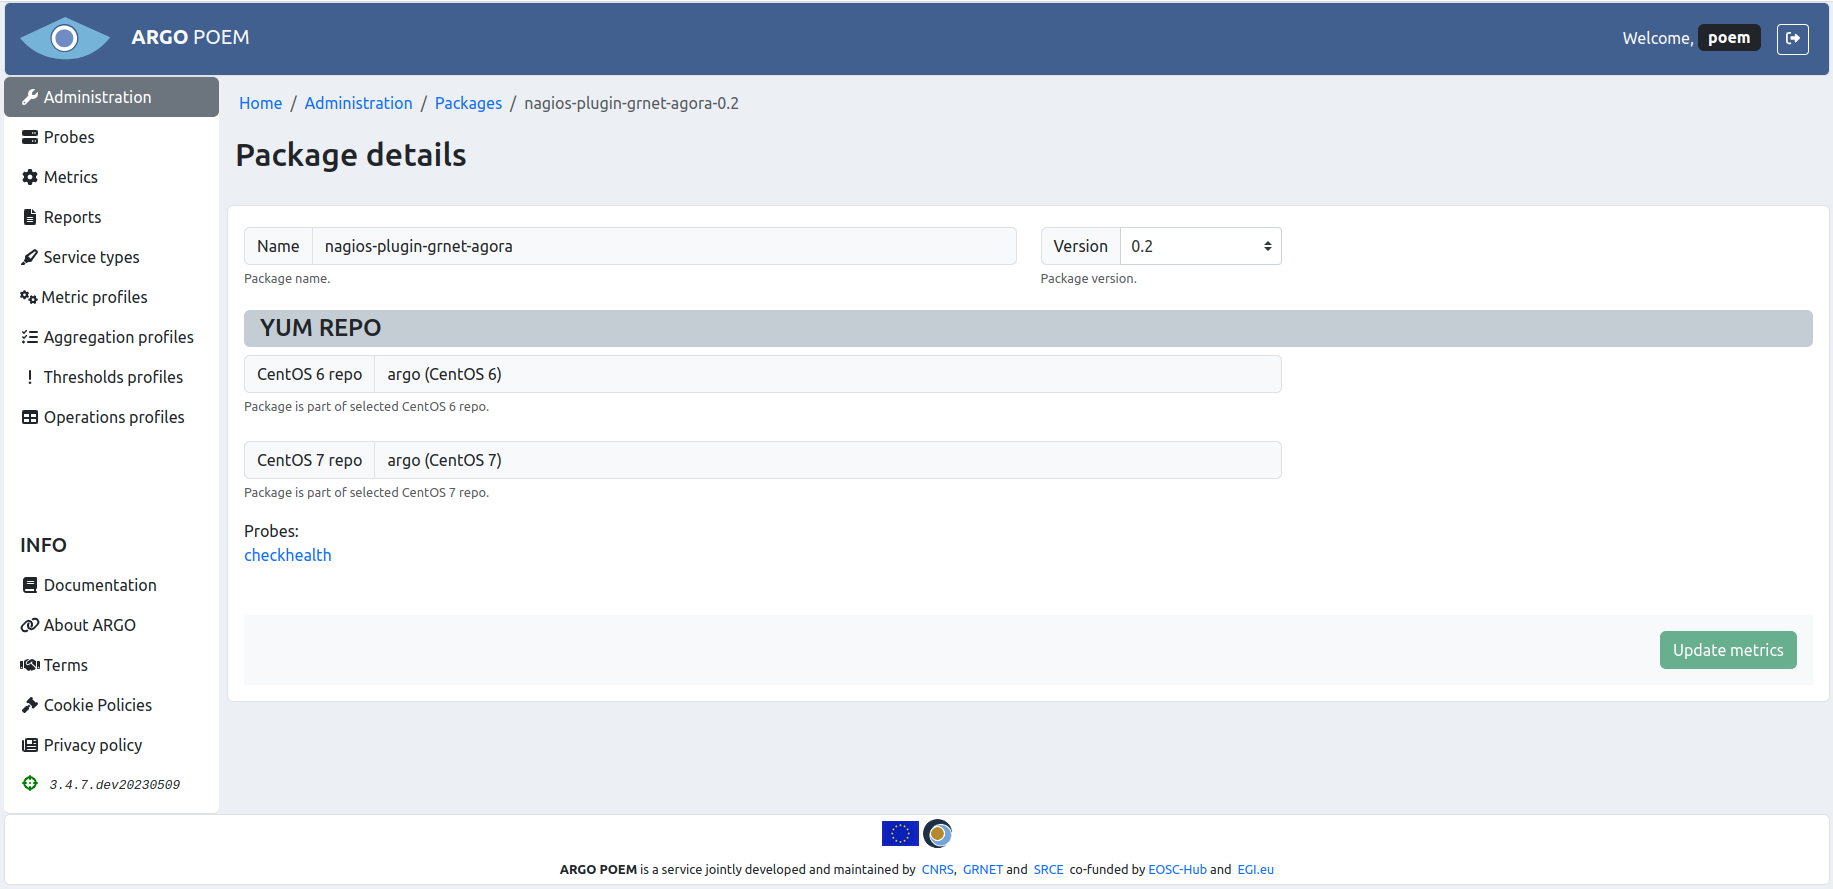 ARGO POEM
Welcome, poem
Administration
Probes
Metrics
Reports
Service types
Metric profiles
Aggregation profiles
Thresholds profiles
Operations profiles
INFO
Documentation
About ARGO
Terms
Cookie Policies
Privacy policy
3.4.7.dev20230509
Home / Administration / Packages / nagios-plugin-grnet-agora-0.2
Package details
Name nagios-plugin-grnet-agora
Package name.
Version 0.2
Package version.
YUM REPO
CentOS 6 repo argo (CentOS 6)
Package is part of selected CentOS 6 repo.
CentOS 7 repo argo (CentOS 7)
Package is part of selected CentOS 7 repo.
Probes:
checkhealth
Update metrics
ARGO POEM is a service jointly developed and maintained by CNRS, GRNET and SRCE co-funded by EOSC-Hub and EGI.eu